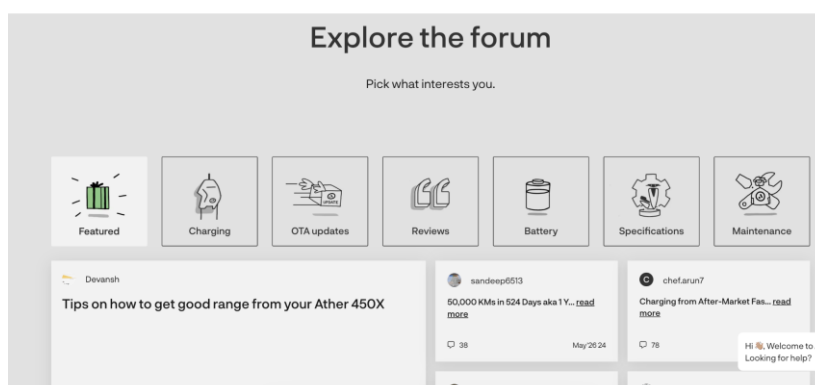 Explore the forum
Pick what interests you.
UPDATE
Featured
Charging
OTA updates
Reviews
Battery
Specifications
Maintenance
Devansh
Tips on how to get good range from your Ather 450X
sandeep6513
50,000 KMs in 524 Days aka 1 Y... read
more
38
May'26 24
C
chef.arun7
Charging from After-Market Fas... read
more
78
Hi 👋🏼, Welcome to
Looking for help?